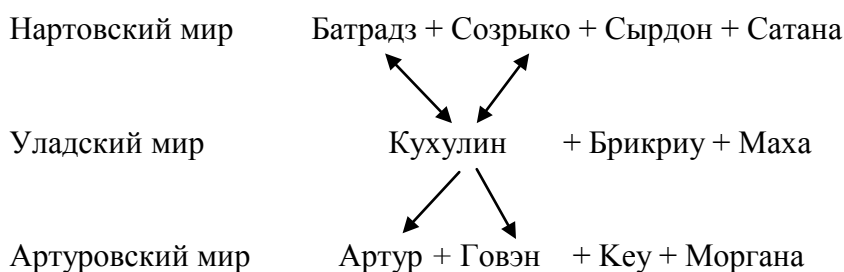 Нартовский мир Батрадз + Созрыко + Сырдон + Сатана
Уладский мир Кухулин + Брикриу + Маха
Артуровский мир Артур + Говэн + Кеу + Моргана